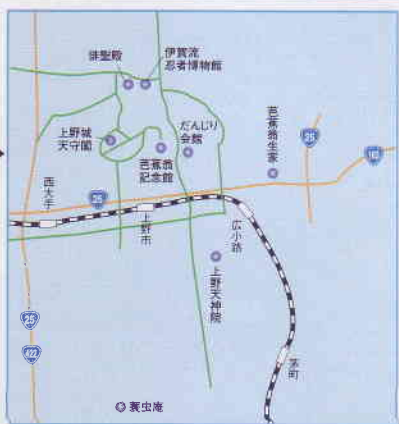 俳聖殿
伊賀流
忍者博物館
上野城
天守閣
芭蕉翁
記念館
だんじり
会館
芭蕉翁生家
25
163
西大手
25
上野市
広小路
上野天神院
25
422
茅町
蓑虫庵